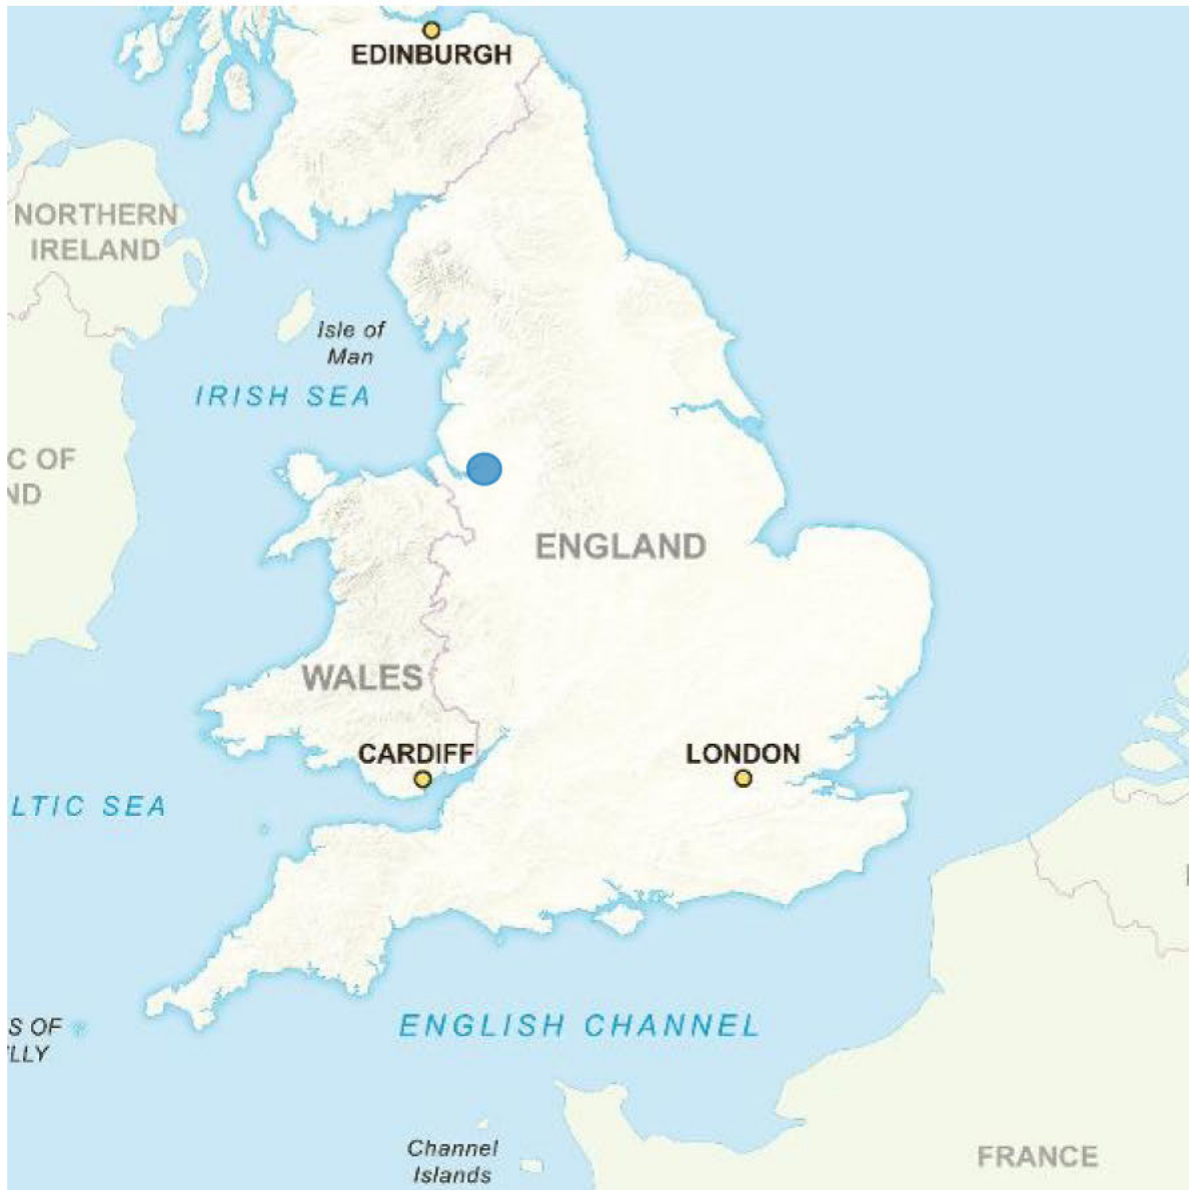 EDINBURGH
NORTHERN
IRELAND
Isle of
Man
IRISH SEA
C OF
ND
ENGLAND
WALES
CARDIFF
LONDON
LTIC SEA
S OF
LLY
ENGLISH CHANNEL
Channel
Islands
FRANCE